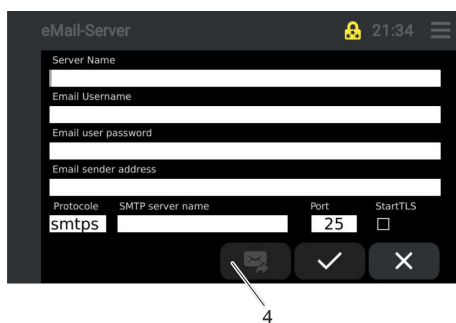 eMail-Server 21:34
Server Name
Email Username
Email user password
Email sender address
Protocole SMTP server name Port StartTLS
smtps 25
4